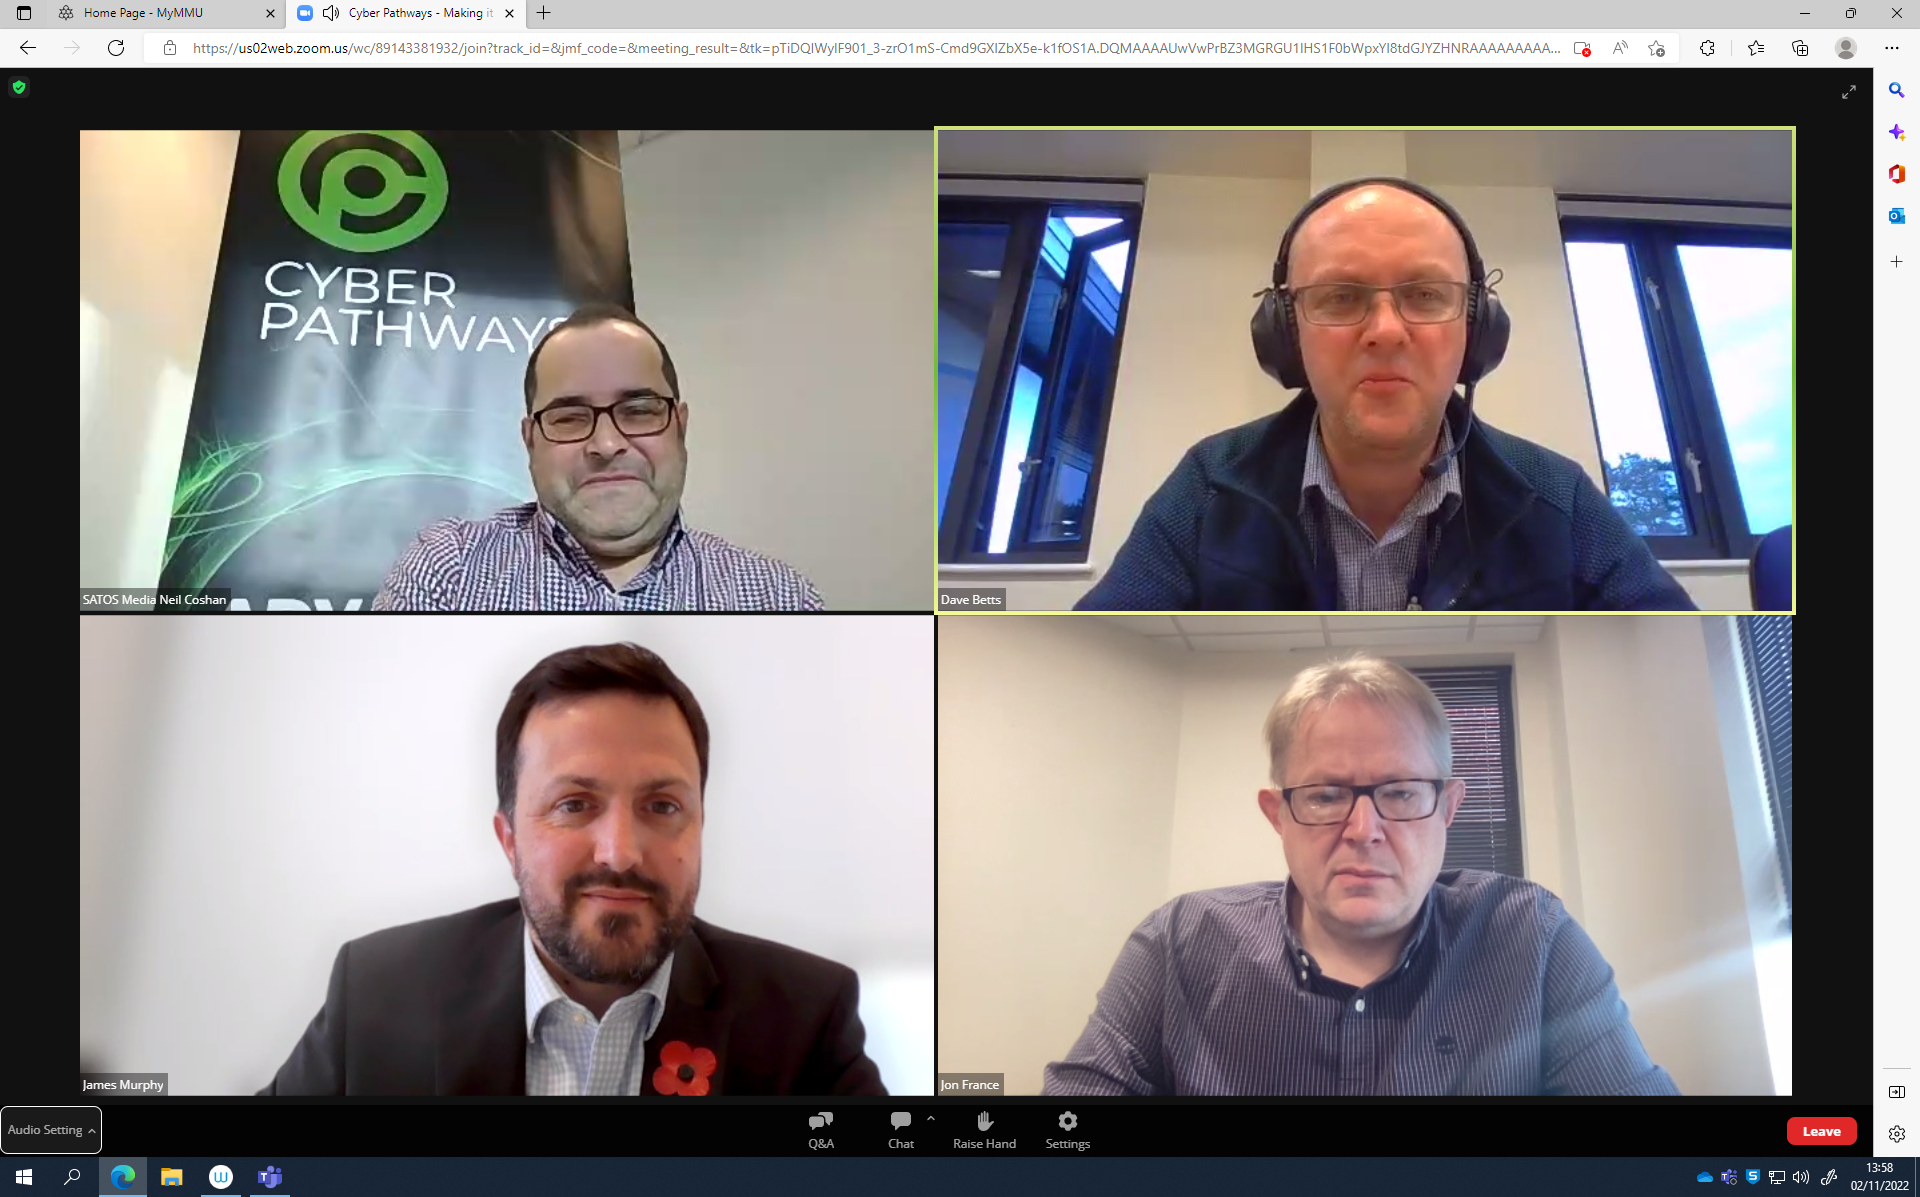 Home Page - MyMMU
Cyber Pathways - Making it
https://us02web.zoom.us/wc/89143381932/join?track_id=&jmf_code=&meeting_result=&tk=pTiDQIWylF901_3-zrO1mS-Cmd9GXIZbX5e-k1fOS1A.DQMAAAAUwVwPrBZ3MGRGU1lHS1F0bWpxYl8tdGJYZHNRAAAAAAAAA...
CYBER
PATHWAYS
SATOS Media Neil Coshan
Dave Betts
James Murphy
Jon France
Audio Setting
Q&A
Chat
Raise Hand
Settings
Leave
13:58
02/11/2022